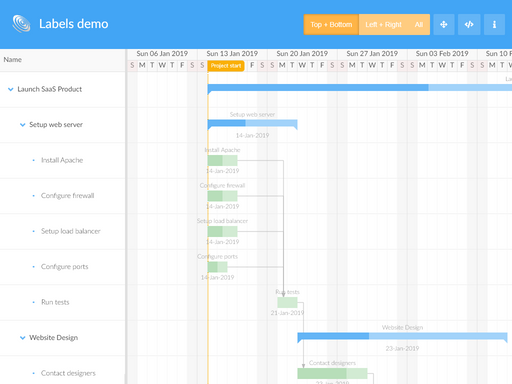 Labels demo
Top + Bottom
Left + Right
All
Sun 06 Jan 2019
Sun 13 Jan 2019
Sun 20 Jan 2019
Sun 27 Jan 2019
Sun 03 Feb 2019
Sun 10 F
Name
S M T W T F S S
Project start
F S S M T W T F S S M T W T F S S M T W T F S S M T W
Launch SaaS Product
La
Setup web server
Setup web server
14-Jan-2019
Install Apache
Install Apache
14-Jan-2019
Configure firewall
Configure firewall
14-Jan-2019
Setup load balancer
Setup load balancer
14-Jan-2019
Configure ports
Configure ports
14-Jan-2019
Run tests
Run tests
21-Jan-2019
Website Design
Website Design
23-Jan-2019
Contact designers
Contact designers